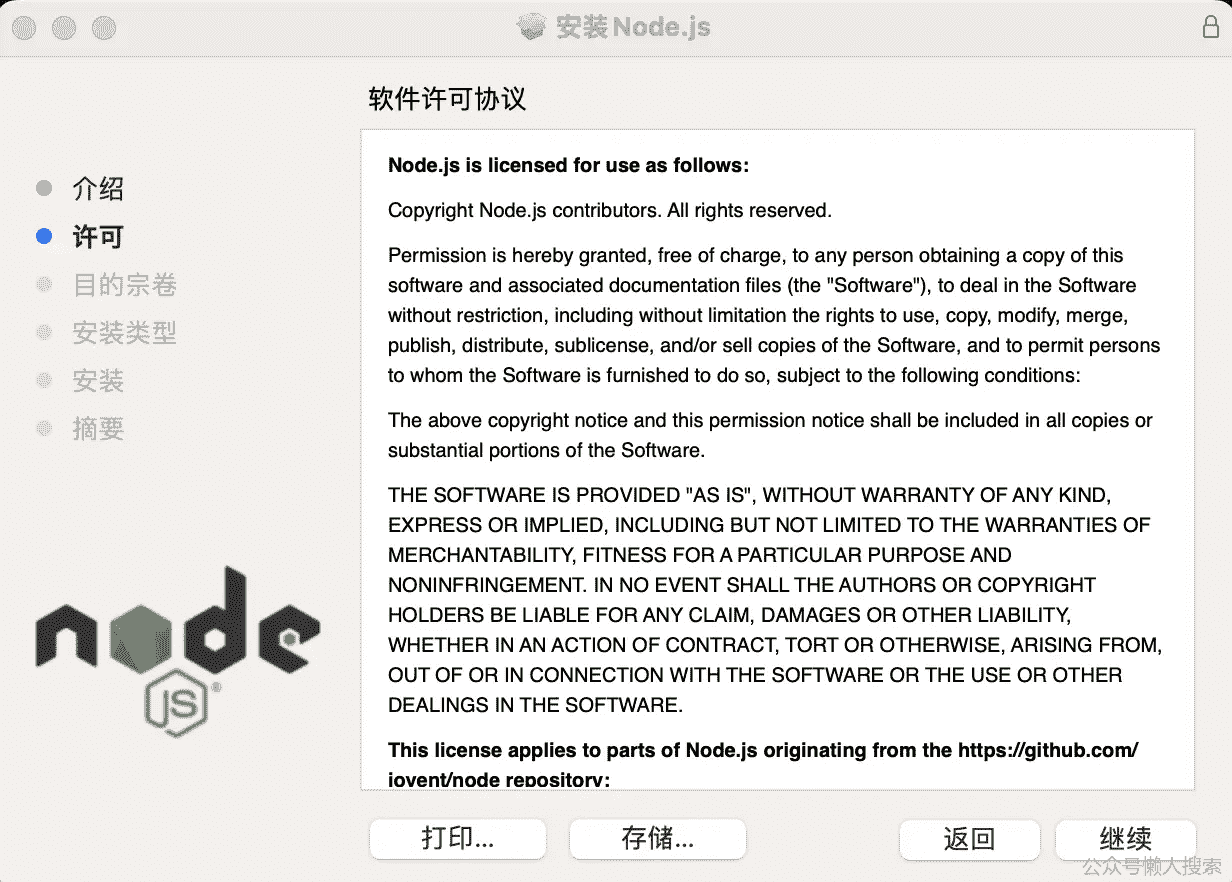 安装Node.js
软件许可协议
介绍
许可
目的宗卷
安装类型
安装
摘要
node
JS®
Node.js is licensed for use as follows:
Copyright Node.js contributors. All rights reserved.
Permission is hereby granted, free of charge, to any person obtaining a copy of this
software and associated documentation files (the "Software"), to deal in the Software
without restriction, including without limitation the rights to use, copy, modify, merge,
publish, distribute, sublicense, and/or sell copies of the Software, and to permit persons
to whom the Software is furnished to do so, subject to the following conditions:
The above copyright notice and this permission notice shall be included in all copies or
substantial portions of the Software.
THE SOFTWARE IS PROVIDED "AS IS", WITHOUT WARRANTY OF ANY KIND,
EXPRESS OR IMPLIED, INCLUDING BUT NOT LIMITED TO THE WARRANTIES OF
MERCHANTABILITY, FITNESS FOR A PARTICULAR PURPOSE AND
NONINFRINGEMENT. IN NO EVENT SHALL THE AUTHORS OR COPYRIGHT
HOLDERS BE LIABLE FOR ANY CLAIM, DAMAGES OR OTHER LIABILITY,
WHETHER IN AN ACTION OF CONTRACT, TORT OR OTHERWISE, ARISING FROM,
OUT OF OR IN CONNECTION WITH THE SOFTWARE OR THE USE OR OTHER
DEALINGS IN THE SOFTWARE.
This license applies to parts of Node.js originating from the https://github.com/
joyent/node repository:
打印...
存储...
返回
继续
公众号懒人搜索